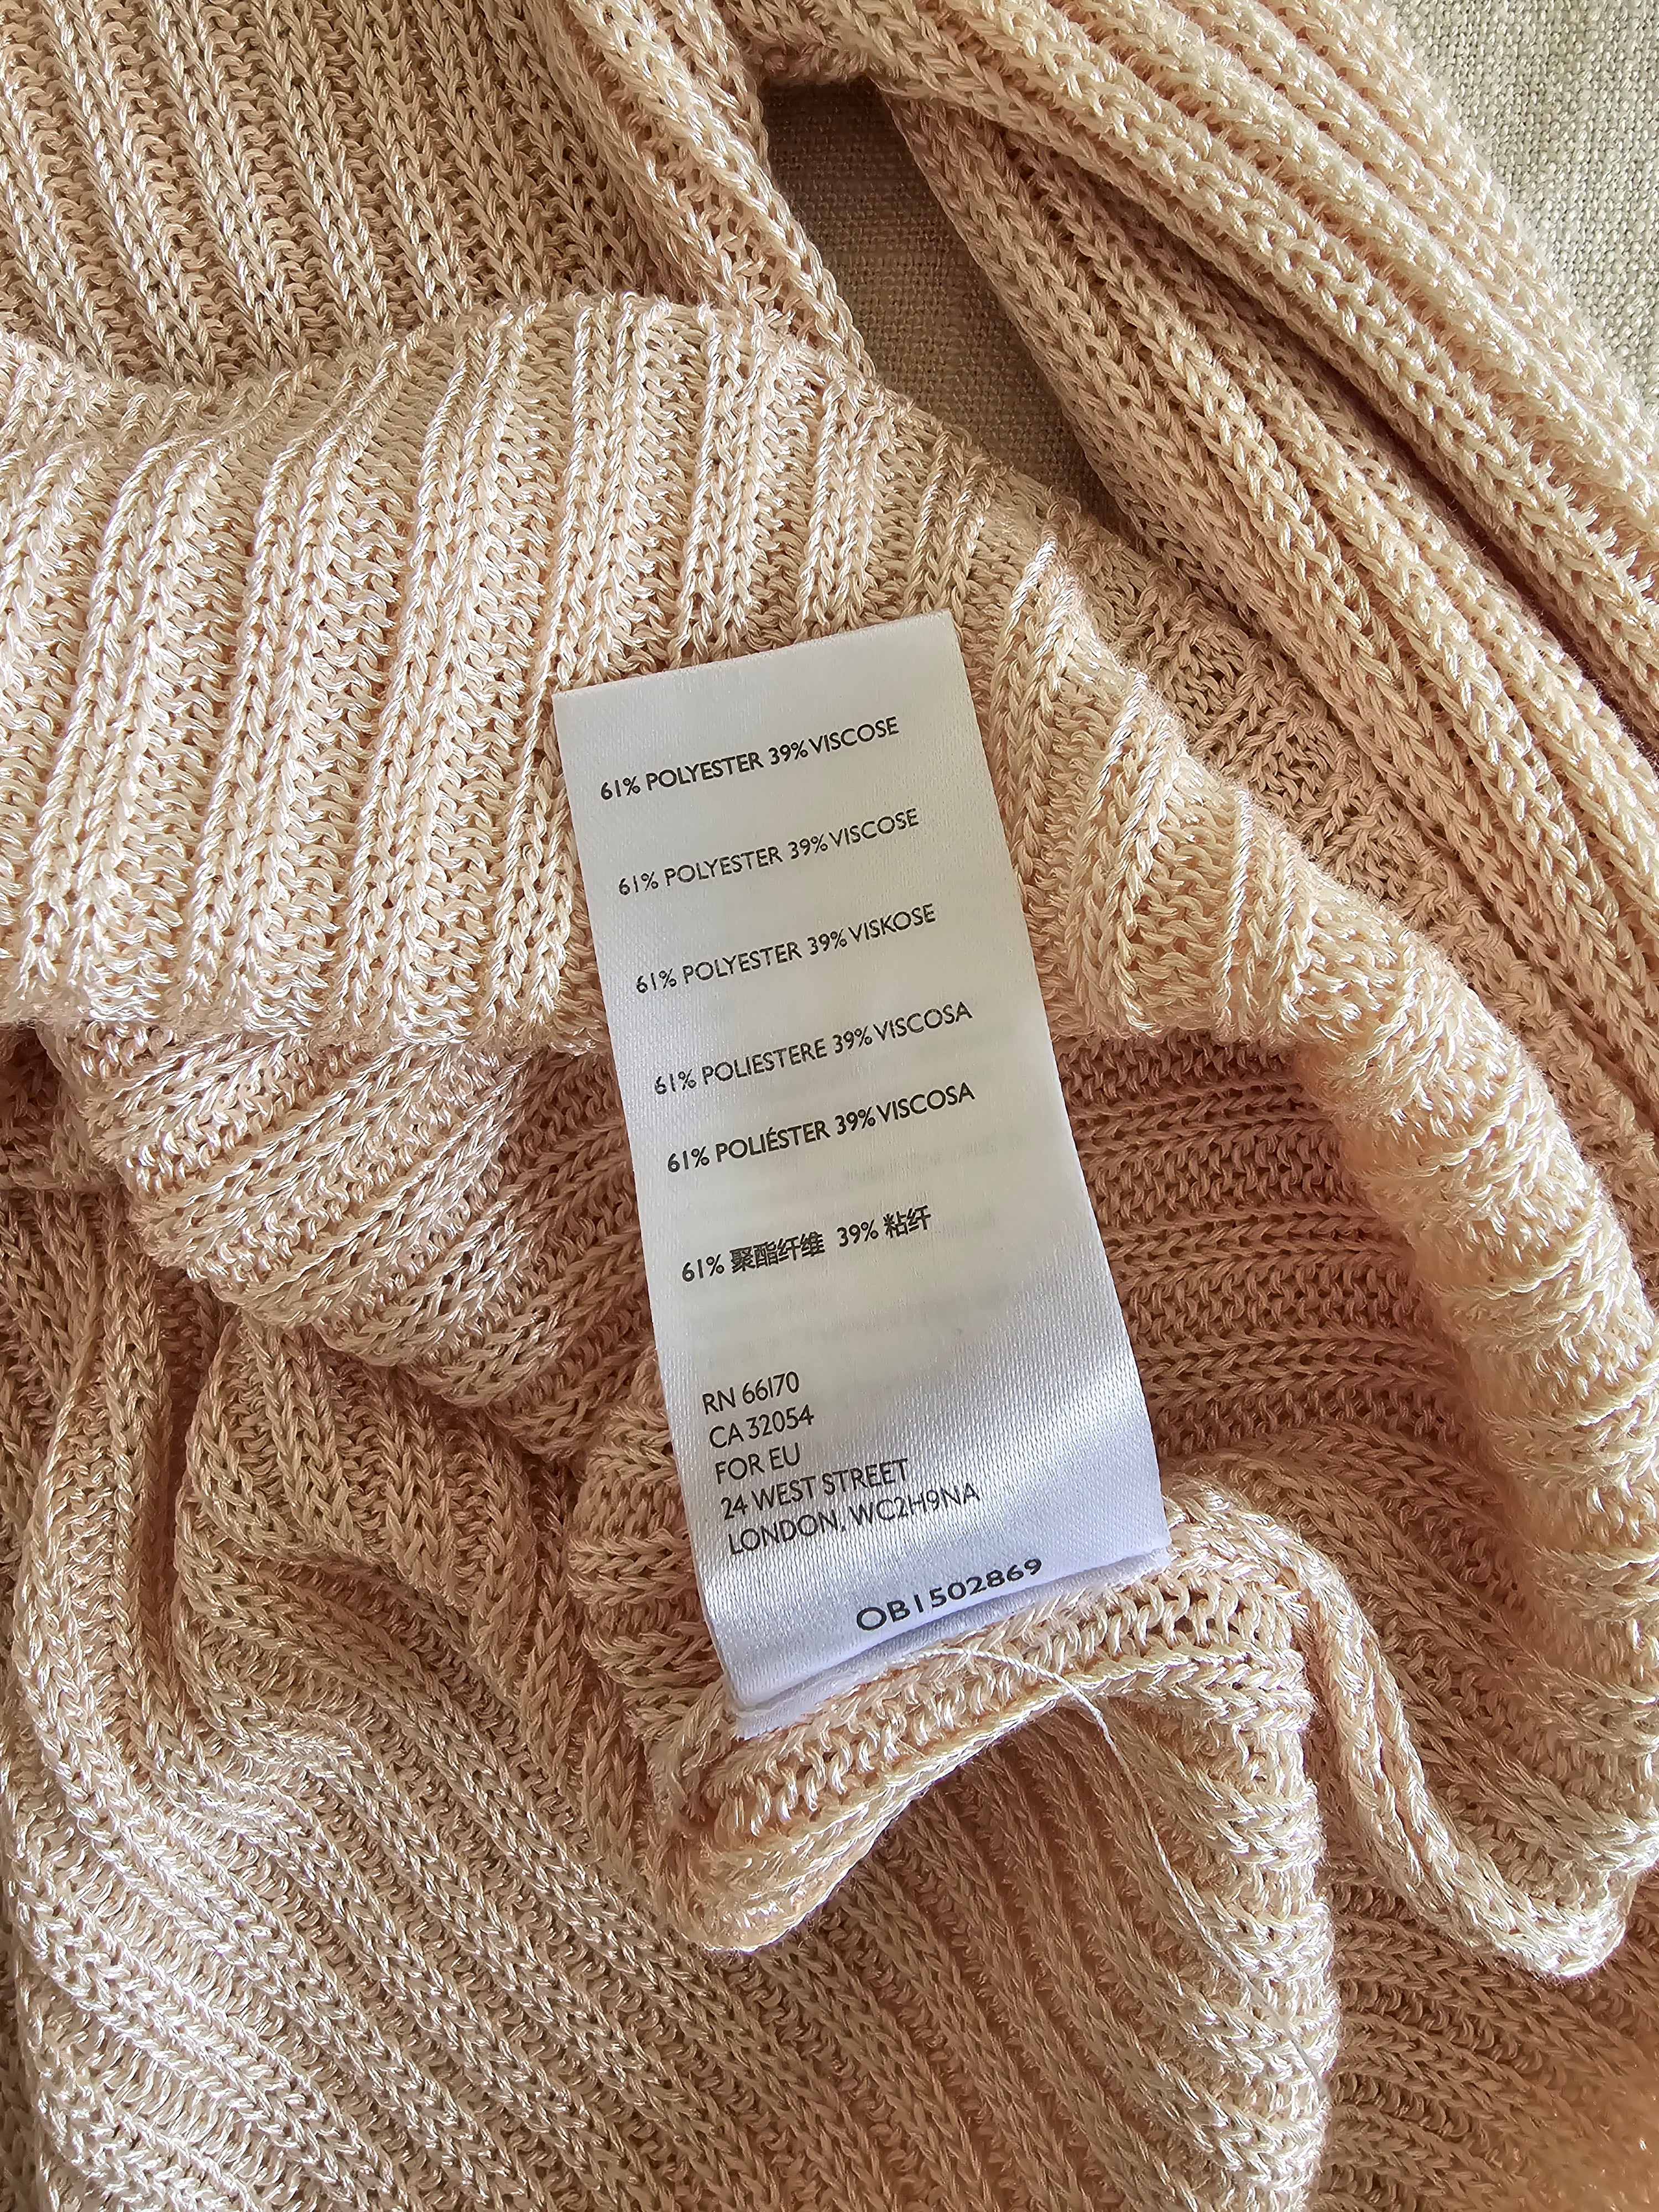 61% POLYESTER 39% VISCOSE
61% POLYESTER 39% VISCOSE
61% POLYESTER 39% VISKOSE
61% POLIESTERE 39% VISCOSA
61% POLIÉSTER 39% VISCOSA
61% 聚酯纤维 39% 粘纤
RN 66170
CA 32054
FOR EU
24 WEST STREET
LONDON, WC2H9NA
OB1502869